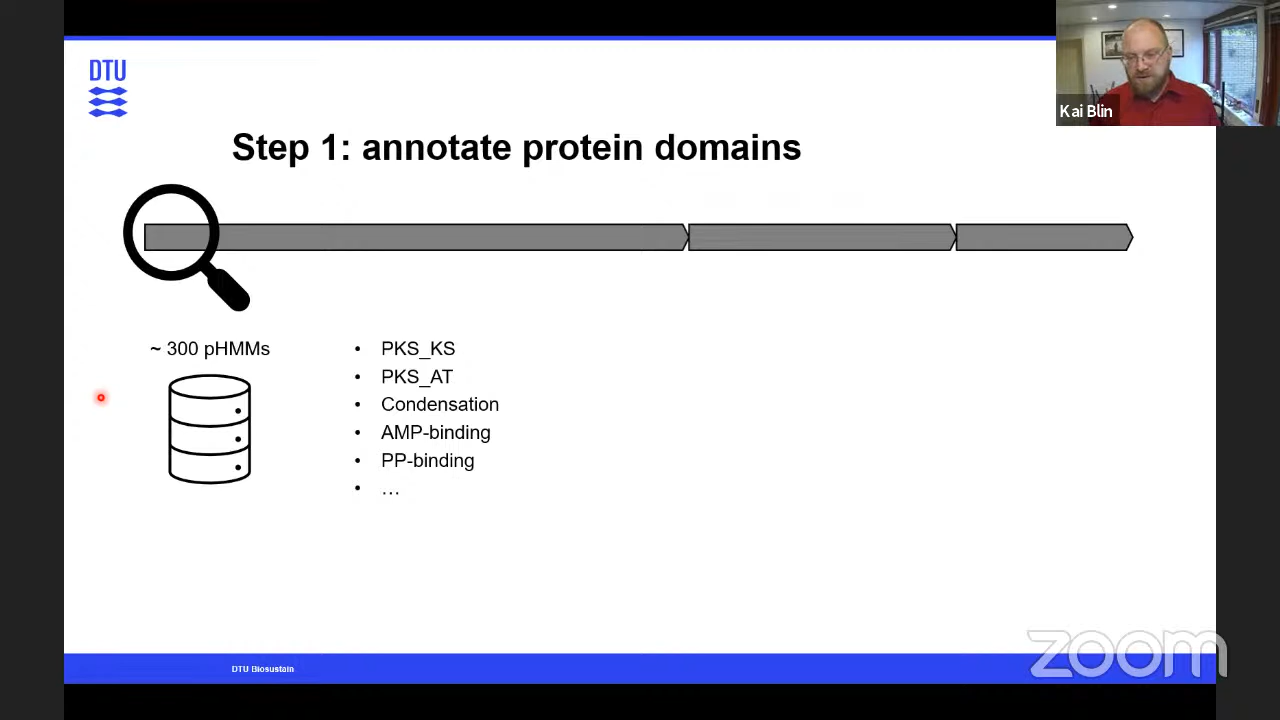 DTU
Kai Blin
Step 1: annotate protein domains
~ 300 pHMMs
• PKS_KS
• PKS_AT
• Condensation
• AMP-binding
• PP-binding
• …
DTU Biosustain
zoom